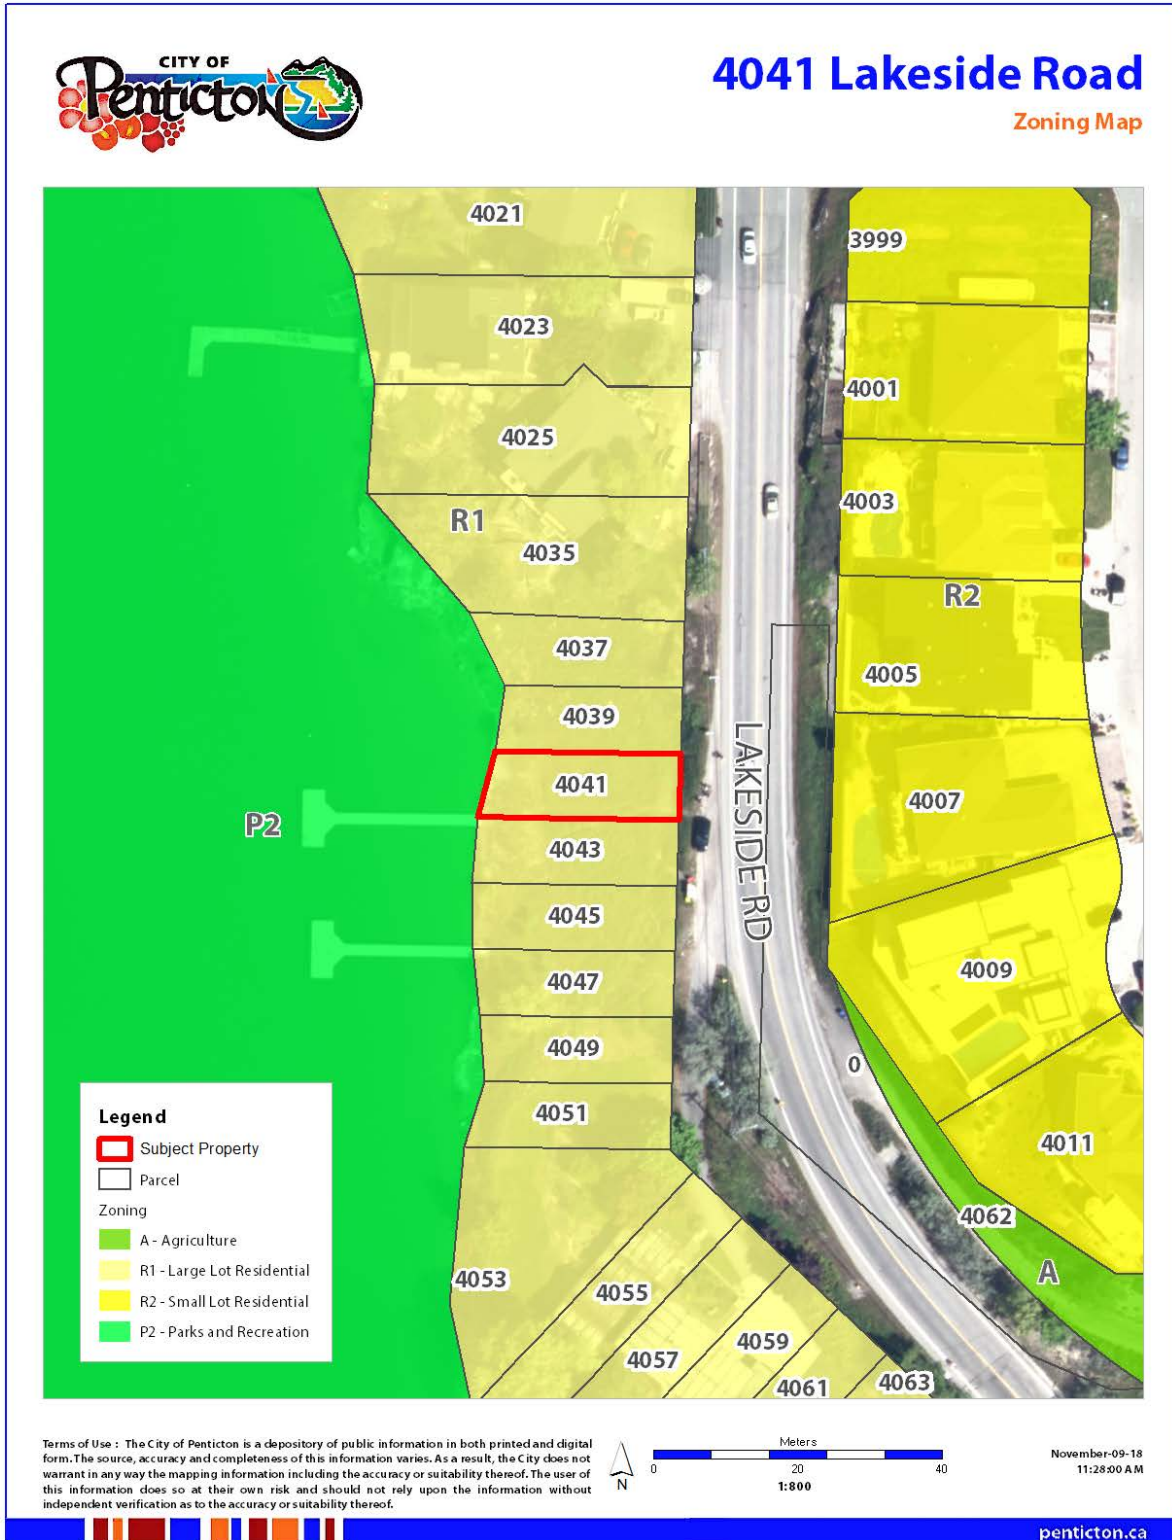 CITY OF
Penticton
4041 Lakeside Road
Zoning Map
4021
3999
4023
4001
4025
4003
R1
4035
R2
4037
4005
4039
LAKESIDE RD
4041
4007
P2
4043
4045
4009
4047
4049
0
4051
4011
4062
A
4053
4055
4059
4057
4061
4063
Legend
Subject Property
Parcel
Zoning
A - Agriculture
R1 - Large Lot Residential
R2 - Small Lot Residential
P2 - Parks and Recreation
Terms of Use : The City of Penticton is a depository of public information in both printed and digital
form. The source, accuracy and completeness of this information varies. As a result, the City does not
warrant in any way the mapping information including the accuracy or suitability thereof. The user of
this information does so at their own risk and should not rely upon the information without
independent verification as to the accuracy or suitability thereof.
N
Meters
0 20 40
1:800
November-09-18
11:28:00 AM
penticton.ca